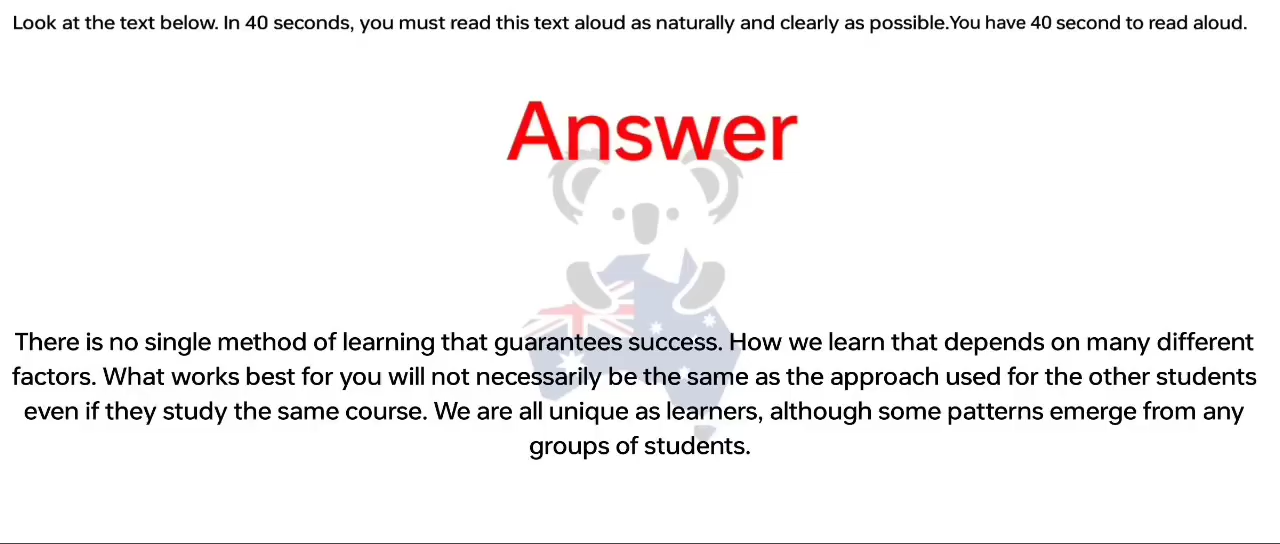 Look at the text below. In 40 seconds, you must read this text aloud as naturally and clearly as possible.You have 40 second to read aloud.
Answer
There is no single method of learning that guarantees success. How we learn that depends on many different
factors. What works best for you will not necessarily be the same as the approach used for the other students
even if they study the same course. We are all unique as learners, although some patterns emerge from any
groups of students.